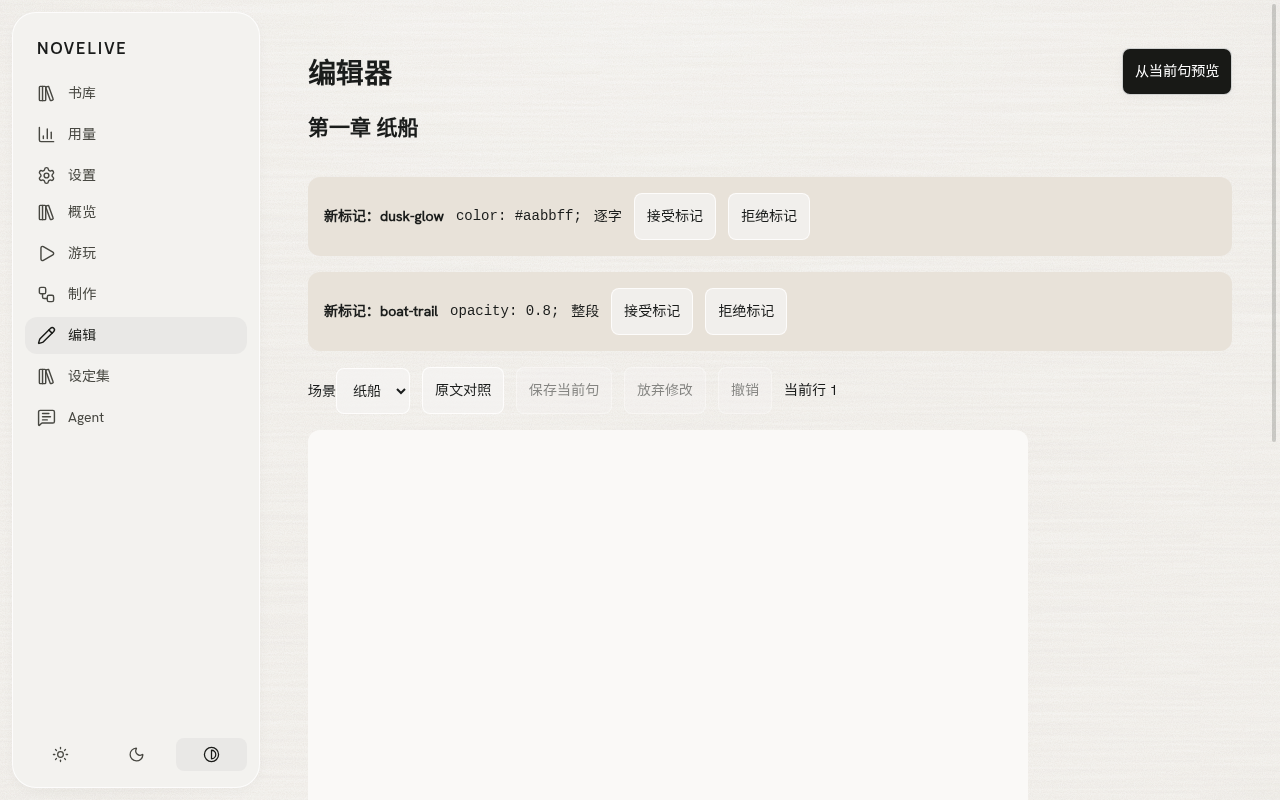 NOVELIVE
书库
用量
设置
概览
游玩
制作
编辑
设定集
Agent
编辑器
从当前句预览
第一章 纸船
新标记：dusk-glow color: #aabbff; 逐字 接受标记 拒绝标记
新标记：boat-trail opacity: 0.8; 整段 接受标记 拒绝标记
场景 纸船 原文对照 保存当前句 放弃修改 撤销 当前行 1